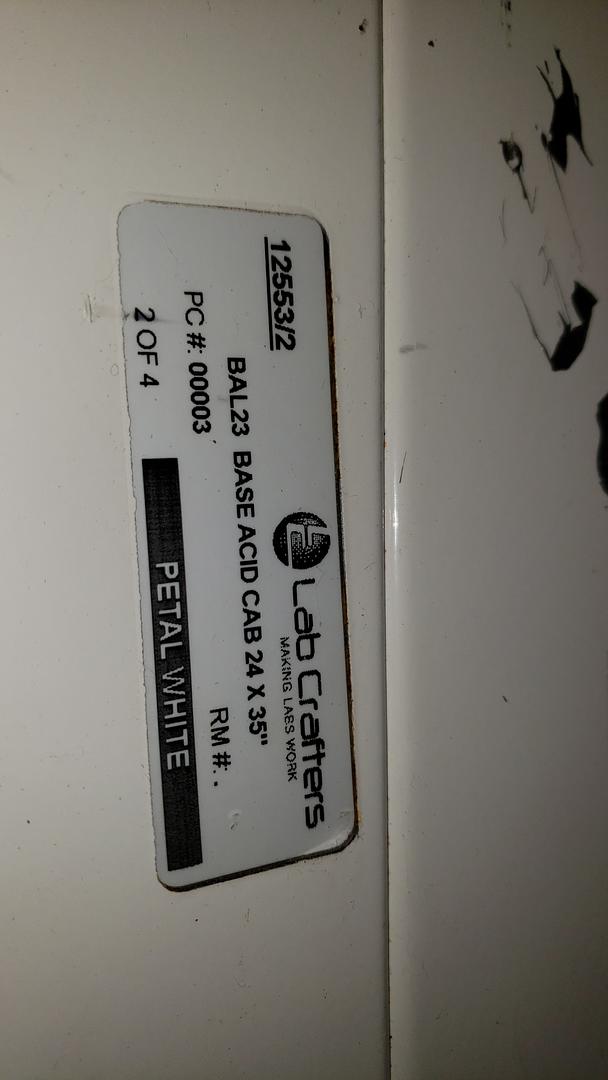 12553/2
Lab Crafters
MAKING LABS WORK
BAL23 BASE ACID CAB 24 X 35"
PC #: 00003
RM #: .
2 OF 4
PETAL WHITE